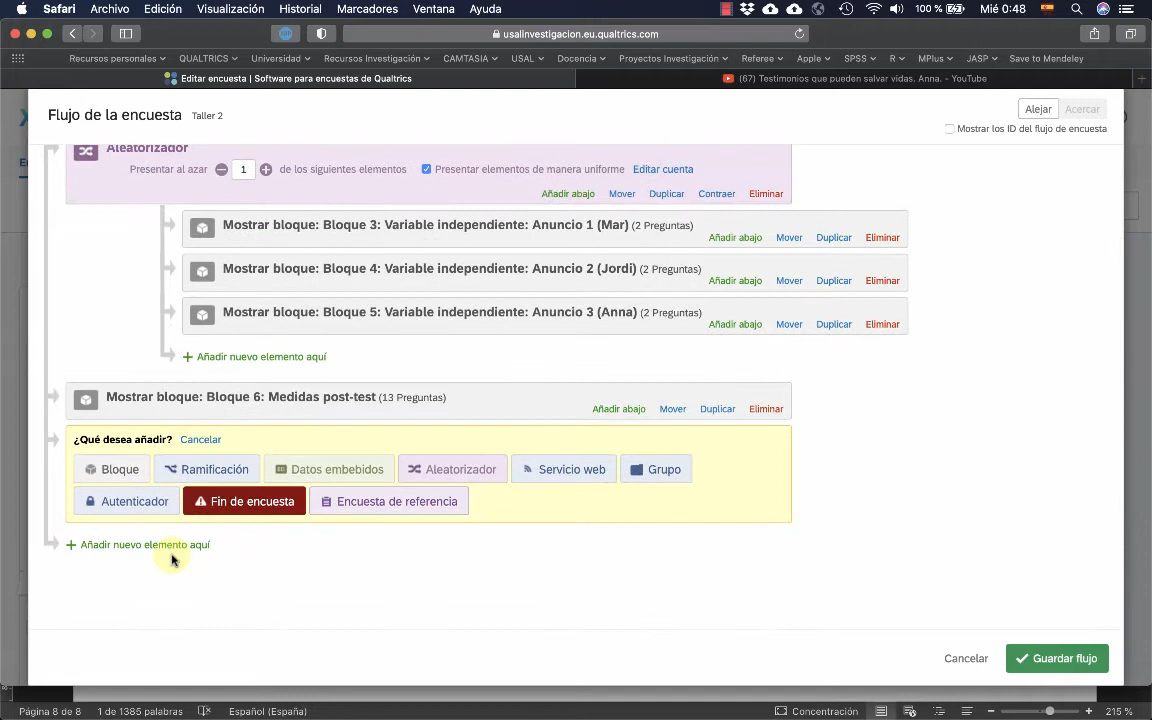 Safari Archivo Edición Visualización Historial Marcadores Ventana Ayuda 100 % Mié 0:48
usalinvestigacion.eu.qualtrics.com
Recursos personales QUALTRICS Universidad Recursos Investigación CAMTASIA USAL Docencia Proyectos Investigación Referee Apple SPSS R MPlus JASP Save to Mendeley
Editar encuesta | Software para encuestas de Qualtrics (67) Testimonios que pueden salvar vidas. Anna. - YouTube
Flujo de la encuesta Taller 2 Alejar Acercar
Mostrar los ID del flujo de encuesta
Aleatorizador
Presentar al azar 1 de los siguientes elementos Presentar elementos de manera uniforme Editar cuenta
Añadir abajo Mover Duplicar Contraer Eliminar
Mostrar bloque: Bloque 3: Variable independiente: Anuncio 1 (Mar) (2 Preguntas)
Añadir abajo Mover Duplicar Eliminar
Mostrar bloque: Bloque 4: Variable independiente: Anuncio 2 (Jordi) (2 Preguntas)
Añadir abajo Mover Duplicar Eliminar
Mostrar bloque: Bloque 5: Variable independiente: Anuncio 3 (Anna) (2 Preguntas)
Añadir abajo Mover Duplicar Eliminar
+ Añadir nuevo elemento aquí
Mostrar bloque: Bloque 6: Medidas post-test (13 Preguntas)
Añadir abajo Mover Duplicar Eliminar
¿Qué desea añadir? Cancelar
Bloque Ramificación Datos embebidos Aleatorizador Servicio web Grupo
Autenticador Fin de encuesta Encuesta de referencia
+ Añadir nuevo elemento aquí
Cancelar Guardar flujo
Página 8 de 8 1 de 1385 palabras Español (España) Concentración 215 %